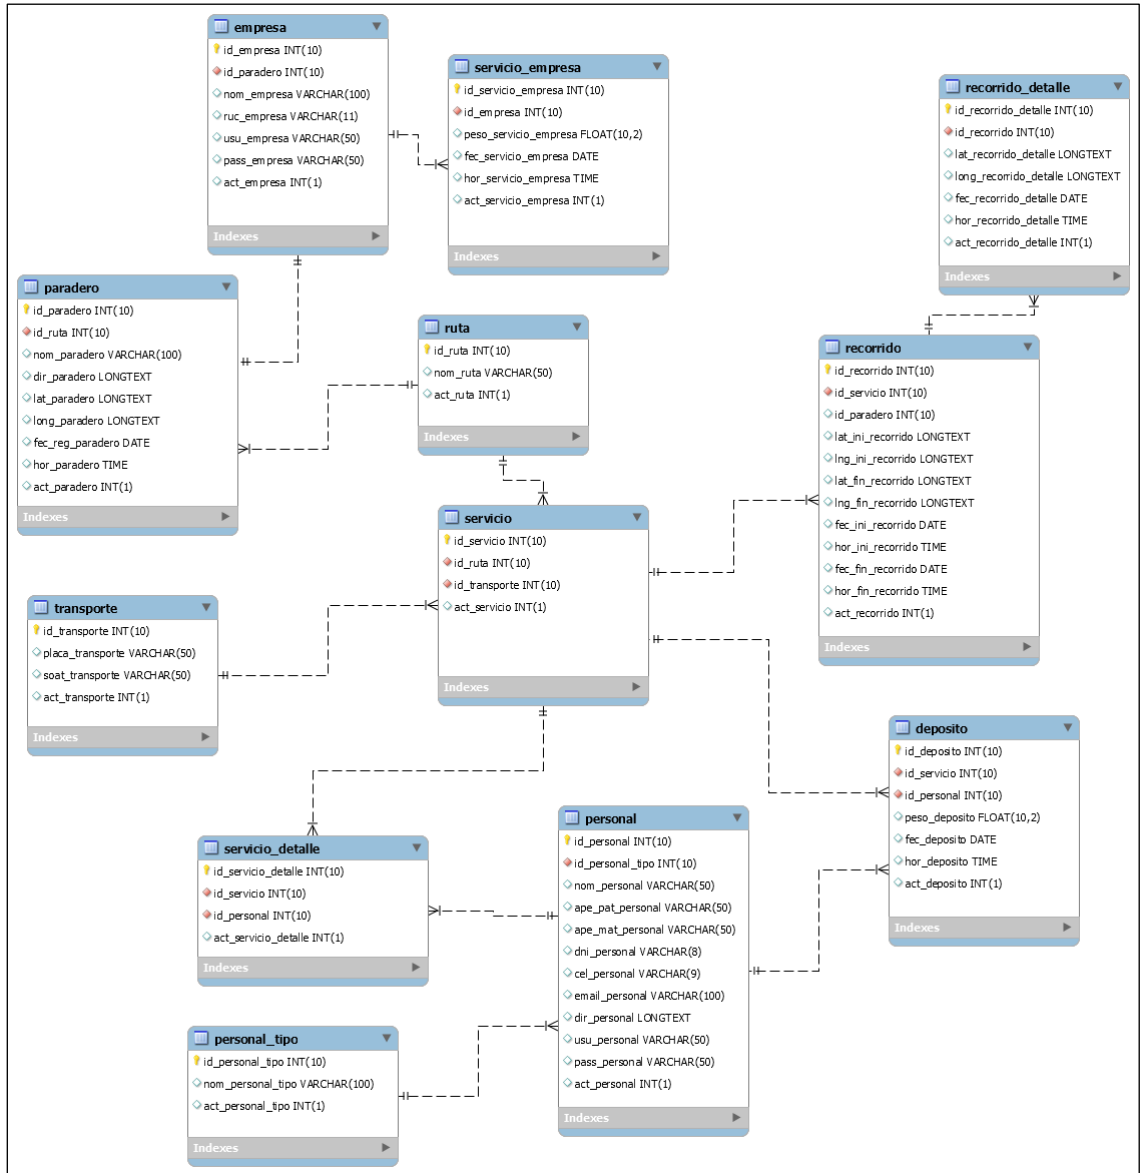 empresa
id_empresa INT(10)
id_paradero INT(10)
nom_empresa VARCHAR(100)
ruc_empresa VARCHAR(11)
usu_empresa VARCHAR(50)
pass_empresa VARCHAR(50)
act_empresa INT(1)
Indexes
servicio_empresa
id_servicio_empresa INT(10)
id_empresa INT(10)
peso_servicio_empresa FLOAT(10,2)
fec_servicio_empresa DATE
hor_servicio_empresa TIME
act_servicio_empresa INT(1)
Indexes
recorrido_detalle
id_recorrido_detalle INT(10)
id_recorrido INT(10)
lat_recorrido_detalle LONGTEXT
long_recorrido_detalle LONGTEXT
fec_recorrido_detalle DATE
hor_recorrido_detalle TIME
act_recorrido_detalle INT(1)
Indexes
paradero
id_paradero INT(10)
id_ruta INT(10)
nom_paradero VARCHAR(100)
dir_paradero LONGTEXT
lat_paradero LONGTEXT
long_paradero LONGTEXT
fec_reg_paradero DATE
hor_paradero TIME
act_paradero INT(1)
Indexes
ruta
id_ruta INT(10)
nom_ruta VARCHAR(50)
act_ruta INT(1)
Indexes
recorrido
id_recorrido INT(10)
id_servicio INT(10)
id_paradero INT(10)
lat_ini_recorrido LONGTEXT
lng_ini_recorrido LONGTEXT
lat_fin_recorrido LONGTEXT
lng_fin_recorrido LONGTEXT
fec_ini_recorrido DATE
hor_ini_recorrido TIME
fec_fin_recorrido DATE
hor_fin_recorrido TIME
act_recorrido INT(1)
Indexes
servicio
id_servicio INT(10)
id_ruta INT(10)
id_transporte INT(10)
act_servicio INT(1)
Indexes
transporte
id_transporte INT(10)
placa_transporte VARCHAR(50)
soat_transporte VARCHAR(50)
act_transporte INT(1)
Indexes
deposito
id_deposito INT(10)
id_servicio INT(10)
id_personal INT(10)
peso_deposito FLOAT(10,2)
fec_deposito DATE
hor_deposito TIME
act_deposito INT(1)
Indexes
servicio_detalle
id_servicio_detalle INT(10)
id_servicio INT(10)
id_personal INT(10)
act_servicio_detalle INT(1)
Indexes
personal
id_personal INT(10)
id_personal_tipo INT(10)
nom_personal VARCHAR(50)
ape_pat_personal VARCHAR(50)
ape_mat_personal VARCHAR(50)
dni_personal VARCHAR(8)
cel_personal VARCHAR(9)
email_personal VARCHAR(100)
dir_personal LONGTEXT
usu_personal VARCHAR(50)
pass_personal VARCHAR(50)
act_personal INT(1)
Indexes
personal_tipo
id_personal_tipo INT(10)
nom_personal_tipo VARCHAR(100)
act_personal_tipo INT(1)
Indexes